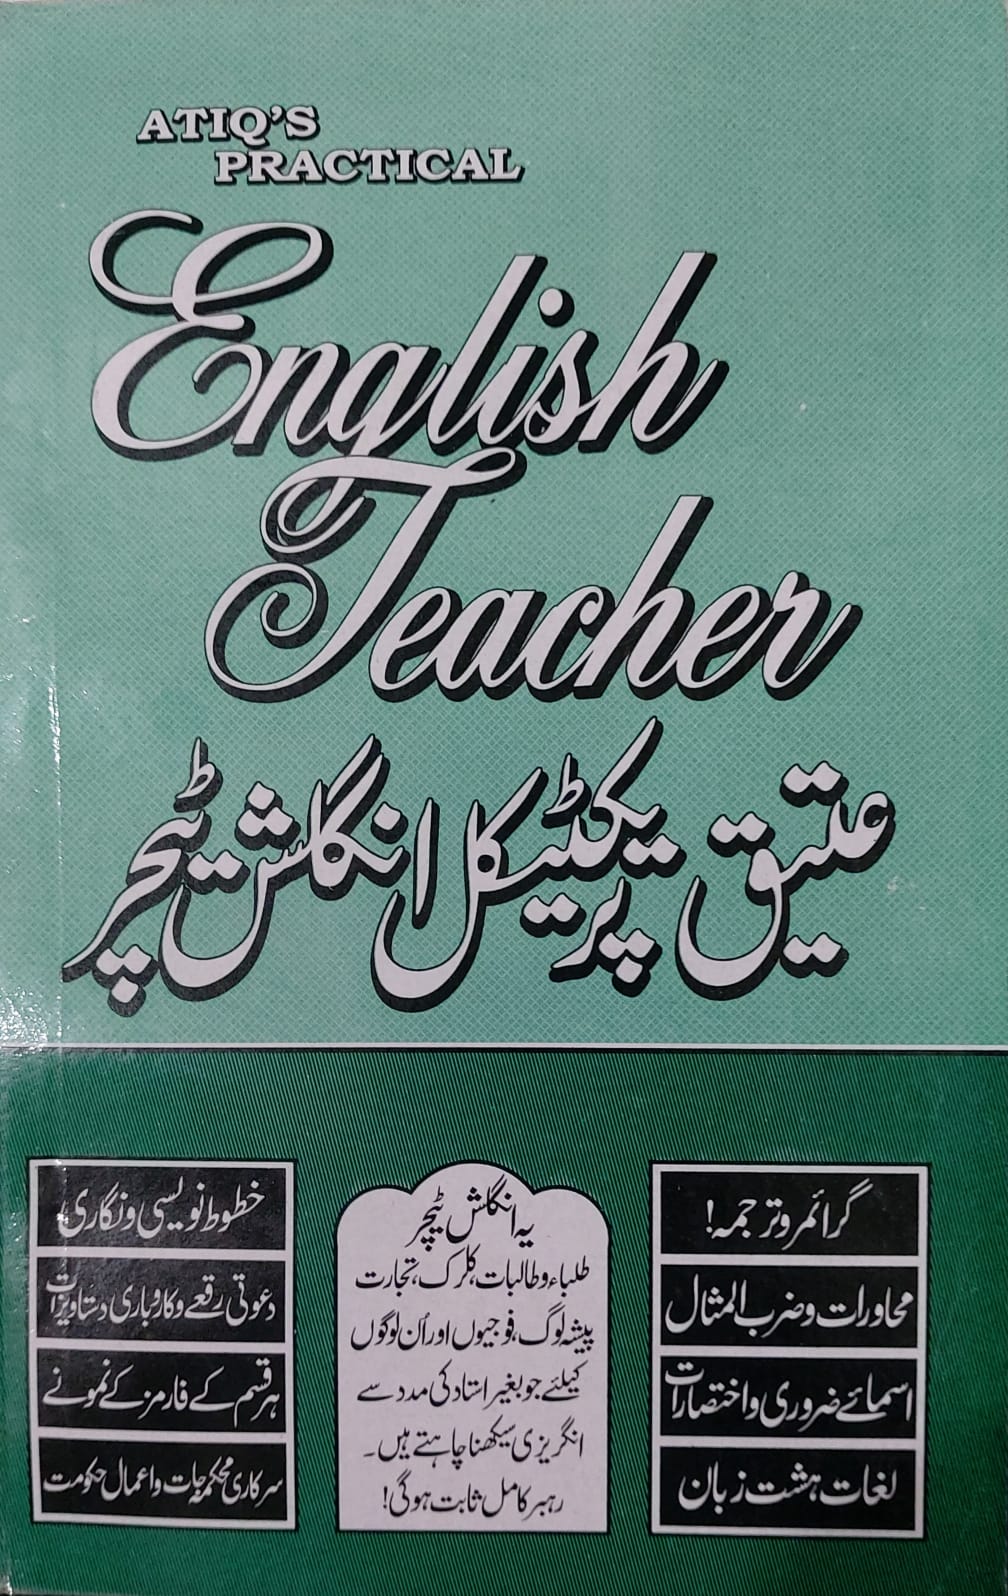 ATIQ'S
PRACTICAL
English
Teacher
عتیق پریکٹیکل انگلش ٹیچر
گرائمر و ترجمہ!
محاورات و ضرب المثال
اسمائے ضروری و اختصارات
لغات ہشت زبان
یہ انگلش ٹیچر
طلباء و طالبات، کلرک، تجارت
پیشہ لوگ، فوجیوں اور اُن لوگوں
کیلئے جو بغیر استاد کی مدد سے
انگریزی سیکھنا چاہتے ہیں۔
رہبر کامل ثابت ہوگی!
خطوط نویسی و نگاری
دعوتی رقعے و کاروباری دستاویزات
ہر قسم کے فارمز کے نمونے
سرکاری محکمہ جات و اعمال حکومت